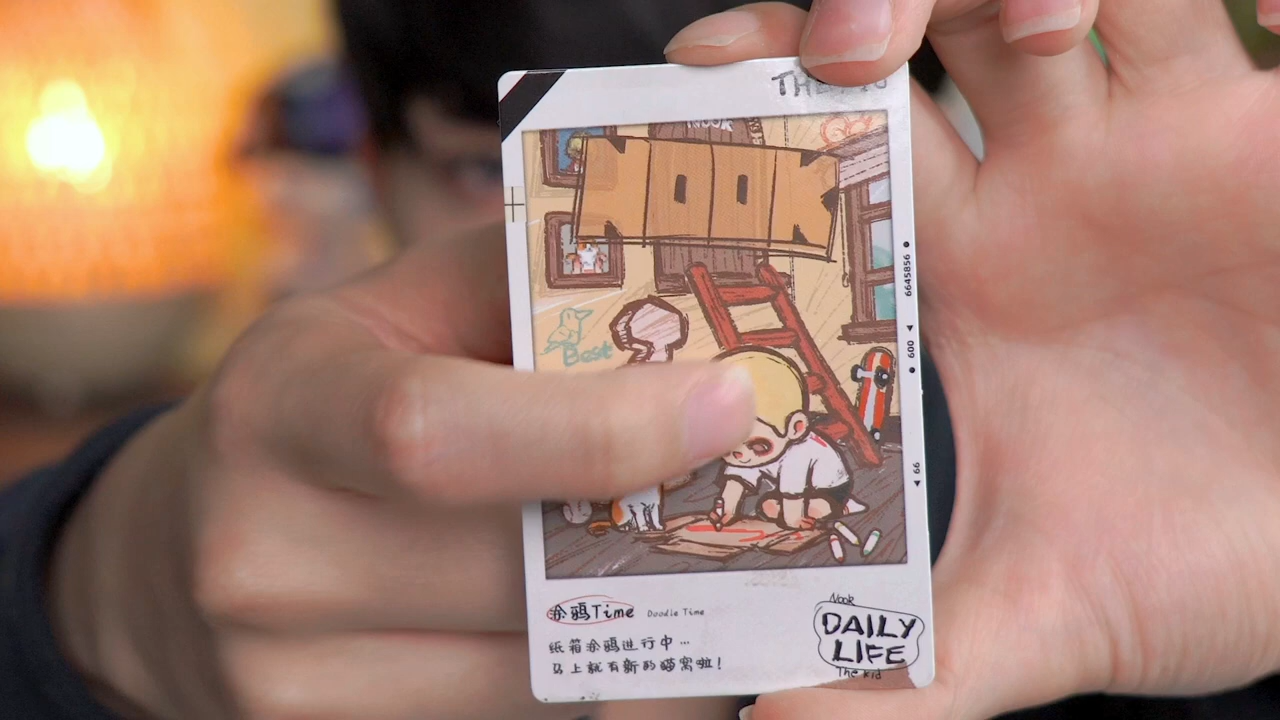 NOOK
NOOK
Best
6645856
600
66
涂鸦Time Doodle Time
纸箱涂鸦进行中…
马上就有新的猫窝啦！
Nook
DAILY
LIFE
The Kid